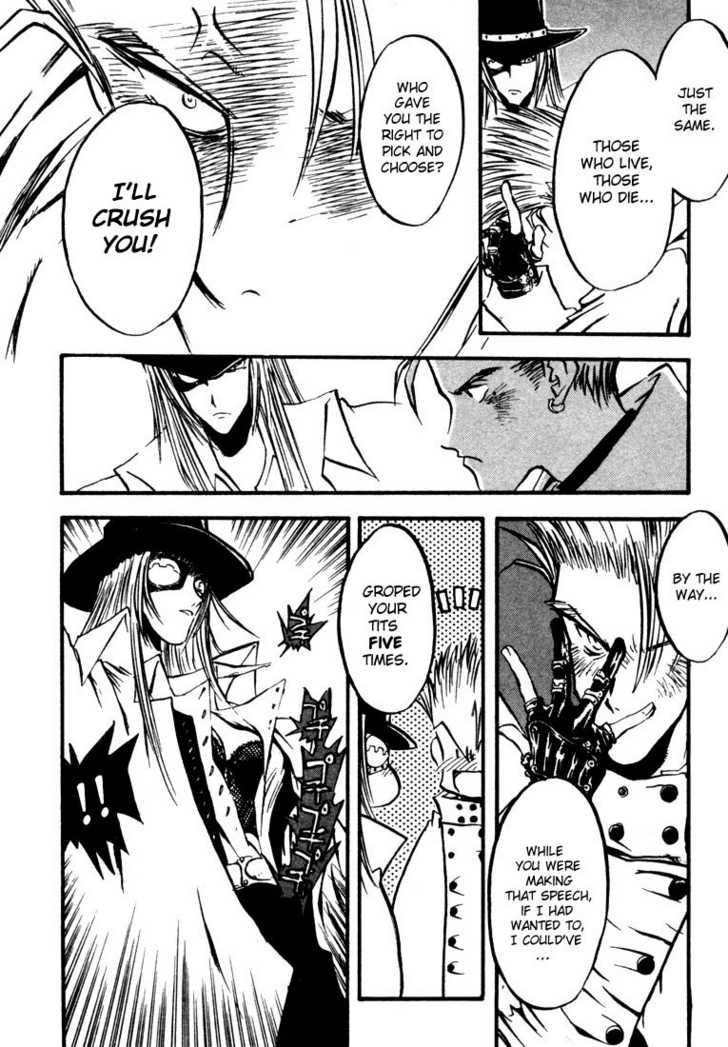 JUST
THE
SAME.
THOSE
WHO LIVE,
THOSE
WHO DIE...
WHO
GAVE
YOU THE
RIGHT TO
PICK AND
CHOOSE?
I'LL
CRUSH
YOU!
BY THE
WAY...
WHILE
YOU WERE
MAKING
THAT SPEECH,
IF I HAD
WANTED TO,
I COULD'VE
...
GROPED
YOUR
TITS
FIVE
TIMES.
!!